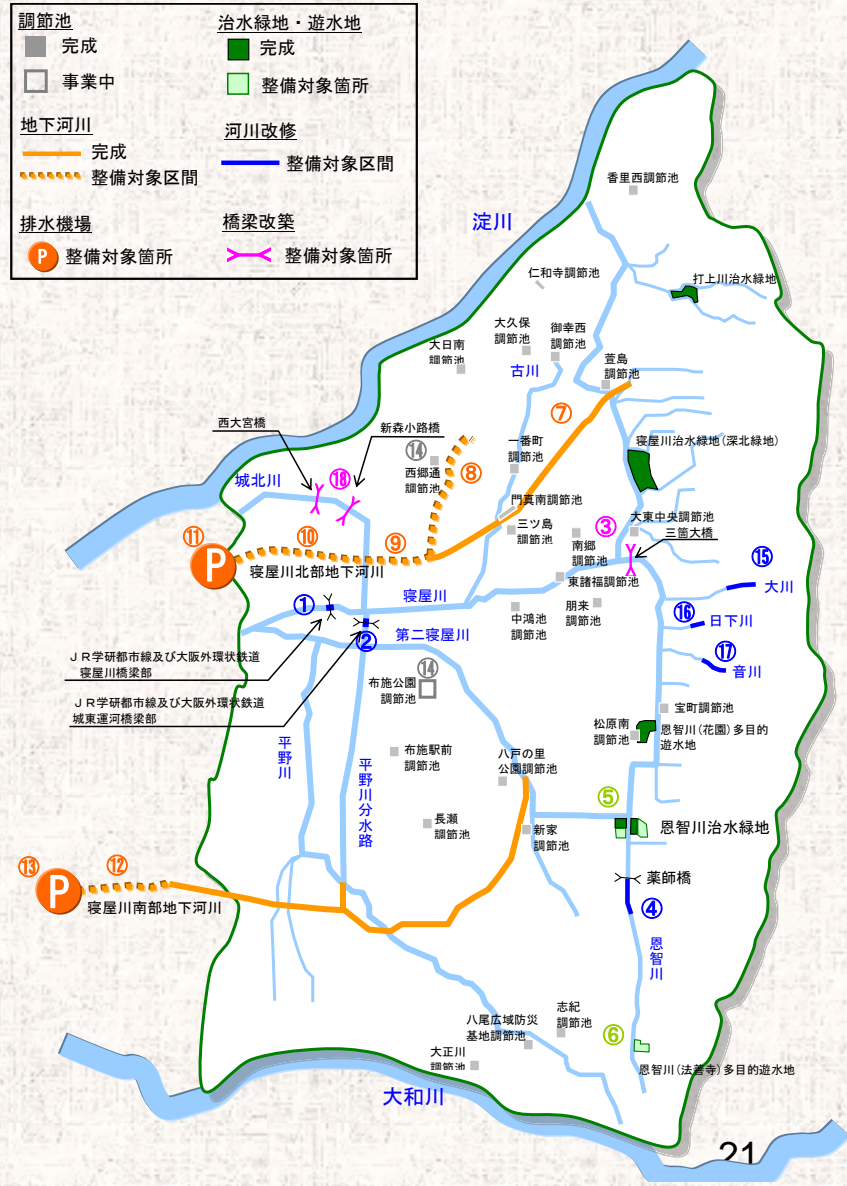 調節池
完成
事業中
治水緑地・遊水地
完成
整備対象箇所
地下河川
完成
整備対象区間
河川改修
整備対象区間
排水機場
P
整備対象箇所
橋梁改築
整備対象箇所
香里西調節池
淀川
仁和寺調節池
打上川治水緑地
大久保
調節池
御幸西
調節池
大日南
調節池
古川
萱島
調節池
西大宮橋
新森小路橋
⑦
⑭
西郷通
調節池
⑧
一番町
調節池
寝屋川治水緑地(深北緑地)
城北川
⑱
門真南調節池
三ツ島
調節池
③
大東中央調節池
三箇大橋
南郷
調節池
⑪
P
⑩
⑨
寝屋川北部地下河川
東諸福調節池
⑮
大川
①
寝屋川
中鴻池
調節池
朋来
調節池
⑯
日下川
②
第二寝屋川
⑰
音川
JR学研都市線及び大阪外環状鉄道
寝屋川橋梁部
⑭
布施公園
調節池
JR学研都市線及び大阪外環状鉄道
城東運河橋梁部
宝町調節池
松原南
調節池
恩智川(花園)多目的
遊水地
平野川
平野川分水路
布施駅前
調節池
八戸の里
公園調節池
⑤
長瀬
調節池
新家
調節池
恩智川治水緑地
⑬
P
⑫
寝屋川南部地下河川
薬師橋
④
恩智川
八尾広域防災
基地調節池
志紀
調節池
⑥
大正川
調節池
恩智川(法善寺)多目的遊水地
大和川
21